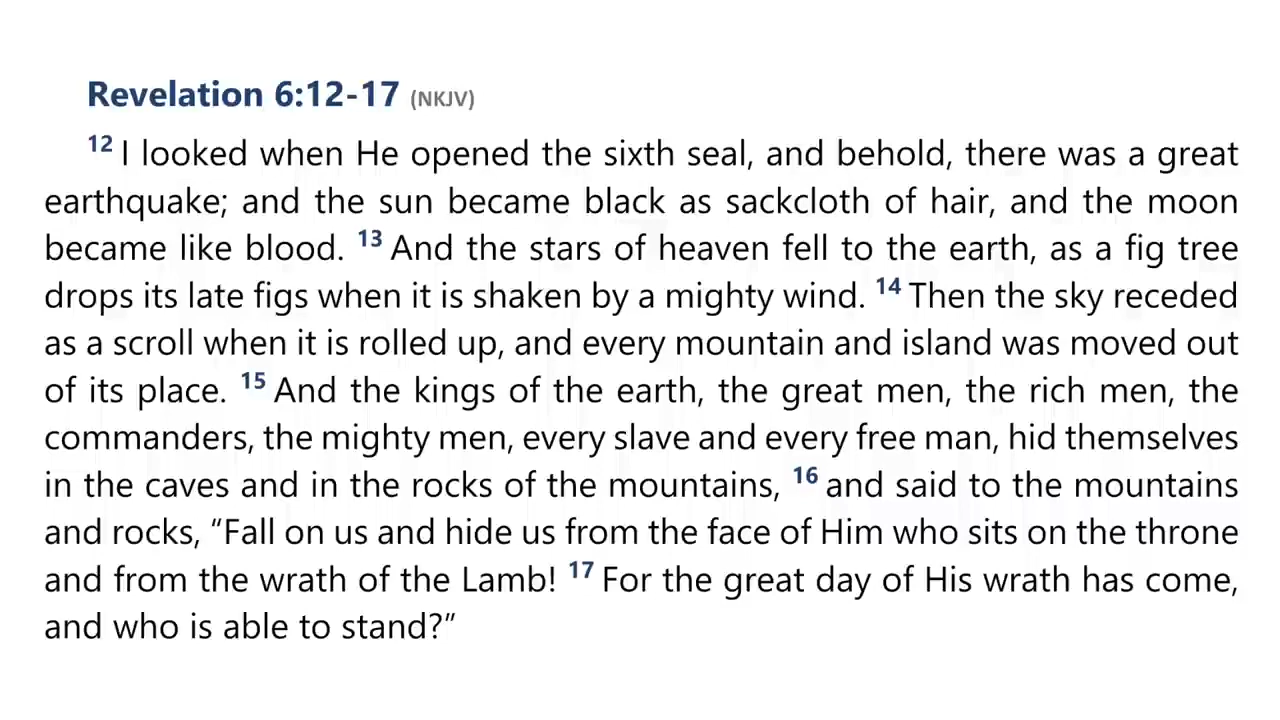 Revelation 6:12-17 (NKJV)
12 I looked when He opened the sixth seal, and behold, there was a great
earthquake; and the sun became black as sackcloth of hair, and the moon
became like blood. 13 And the stars of heaven fell to the earth, as a fig tree
drops its late figs when it is shaken by a mighty wind. 14 Then the sky receded
as a scroll when it is rolled up, and every mountain and island was moved out
of its place. 15 And the kings of the earth, the great men, the rich men, the
commanders, the mighty men, every slave and every free man, hid themselves
in the caves and in the rocks of the mountains, 16 and said to the mountains
and rocks, “Fall on us and hide us from the face of Him who sits on the throne
and from the wrath of the Lamb! 17 For the great day of His wrath has come,
and who is able to stand?”